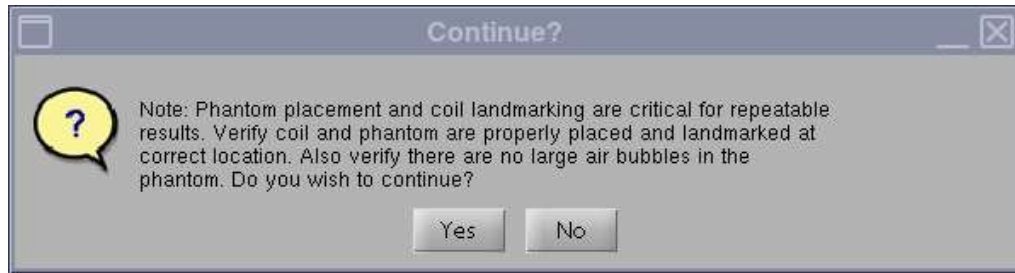 Continue?
?
Note: Phantom placement and coil landmarking are critical for repeatable
results. Verify coil and phantom are properly placed and landmarked at
correct location. Also verify there are no large air bubbles in the
phantom. Do you wish to continue?
Yes No